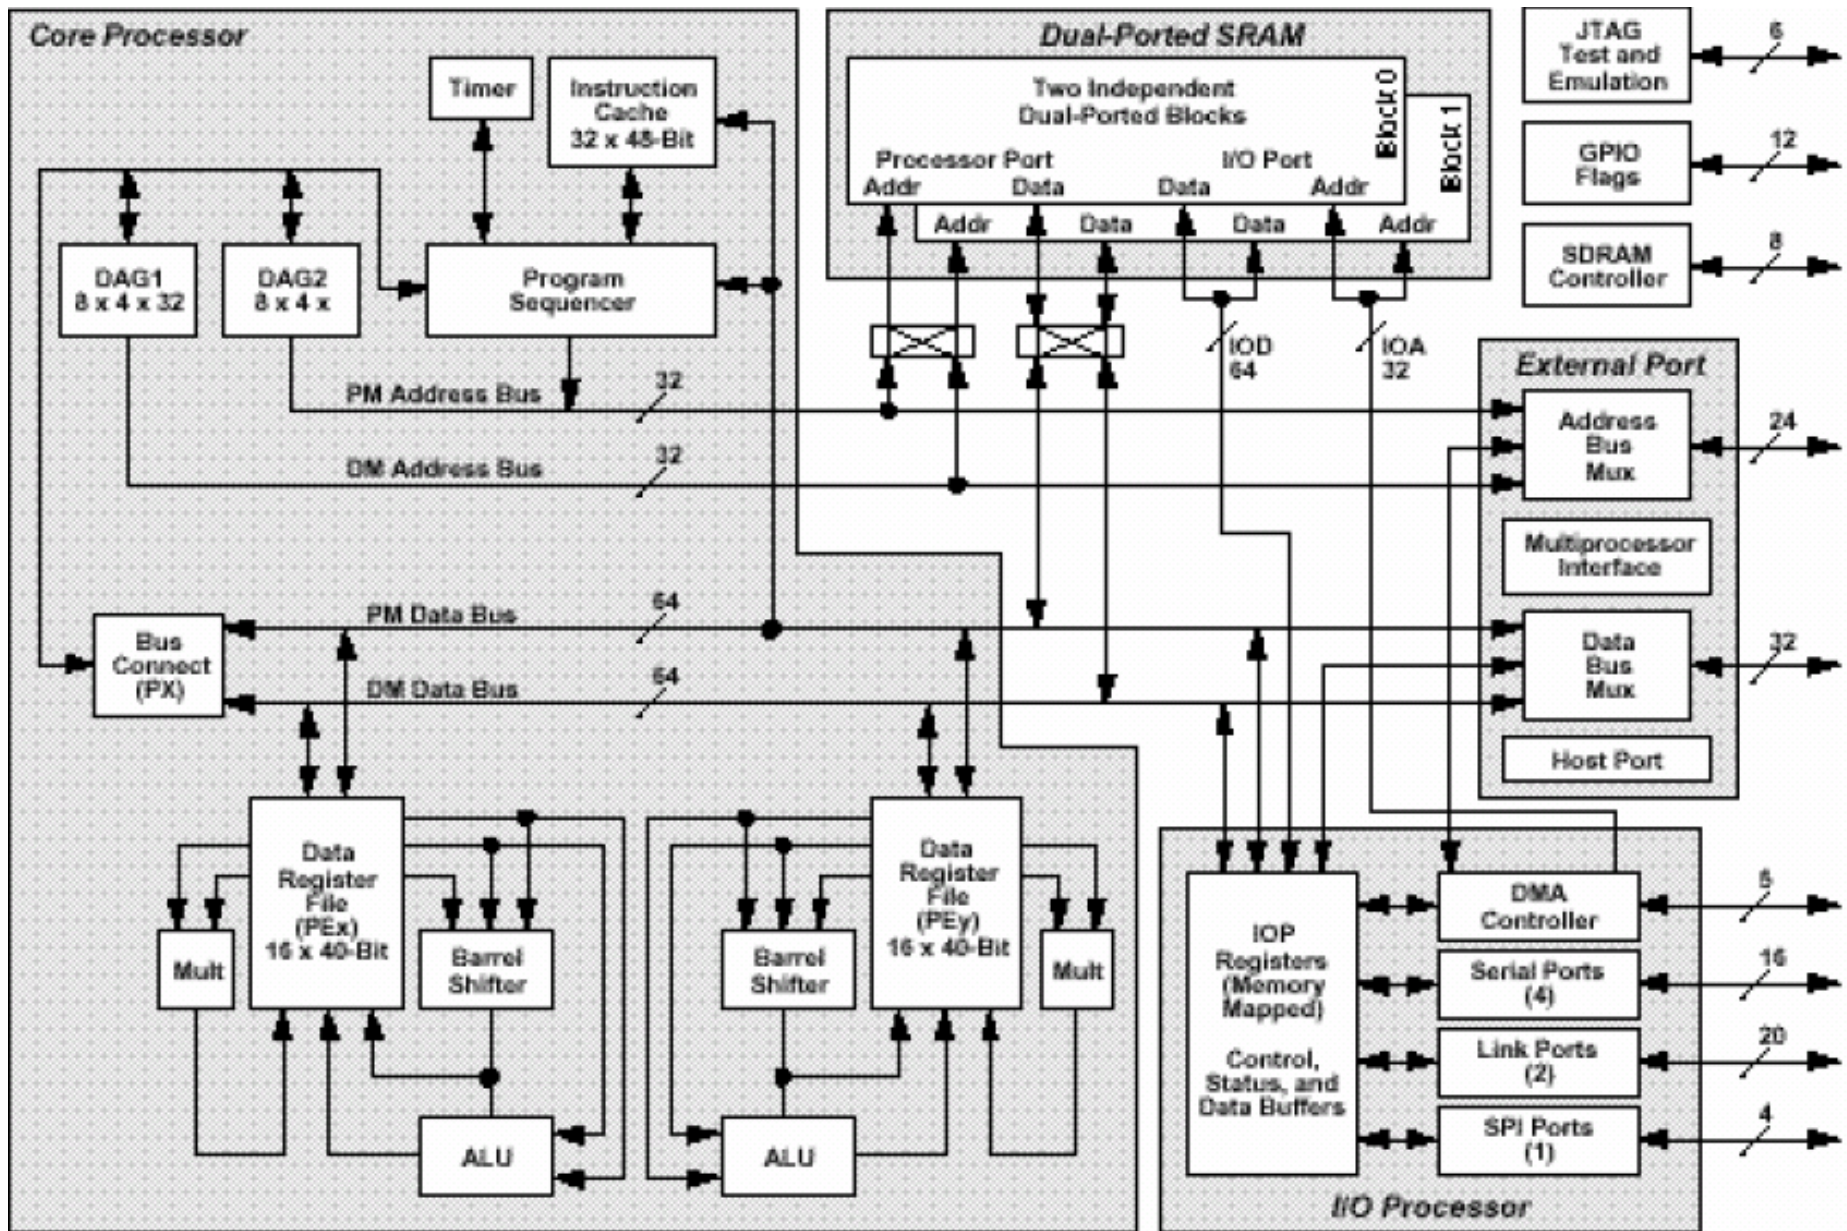 Core Processor
Timer
Instruction
Cache
32 x 48-Bit
DAG1
8 x 4 x 32
DAG2
8 x 4 x
Program
Sequencer
PM Address Bus
32
DM Address Bus
32
Bus
Connect
(PX)
PM Data Bus
64
DM Data Bus
64
Data
Register
File
(PEx)
16 x 40-Bit
Mult
Barrel
Shifter
ALU
Data
Register
File
(PEy)
16 x 40-Bit
Barrel
Shifter
Mult
ALU
Dual-Ported SRAM
Two Independent
Dual-Ported Blocks
Block 0
Block 1
Processor Port
I/O Port
Addr
Data
Data
Addr
Addr
Data
Data
Addr
IOD
64
IOA
32
JTAG
Test and
Emulation
6
GPIO
Flags
12
SDRAM
Controller
8
External Port
Address
Bus
Mux
24
Multiprocessor
Interface
Data
Bus
Mux
32
Host Port
IOP
Registers
(Memory
Mapped)
Control,
Status, and
Data Buffers
DMA
Controller
5
Serial Ports
(4)
16
Link Ports
(2)
20
SPI Ports
(1)
4
I/O Processor